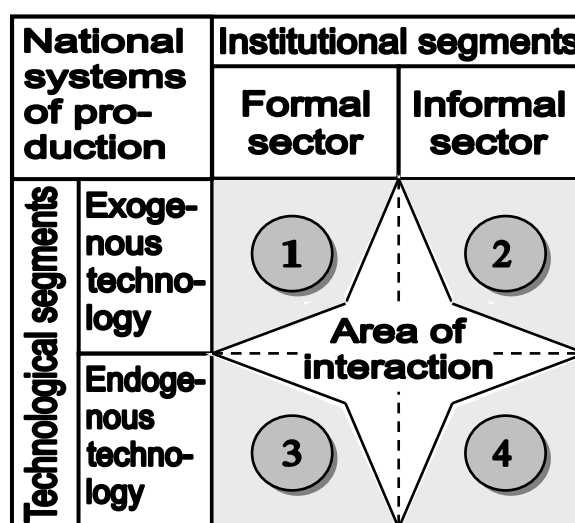 National
systems
of pro-
duction
Institutional segments
Formal
sector
Informal
sector
Technological segments
Exoge-
nous
techno-
logy
1
2
Area of
interaction
Endoge-
nous
techno-
logy
3
4